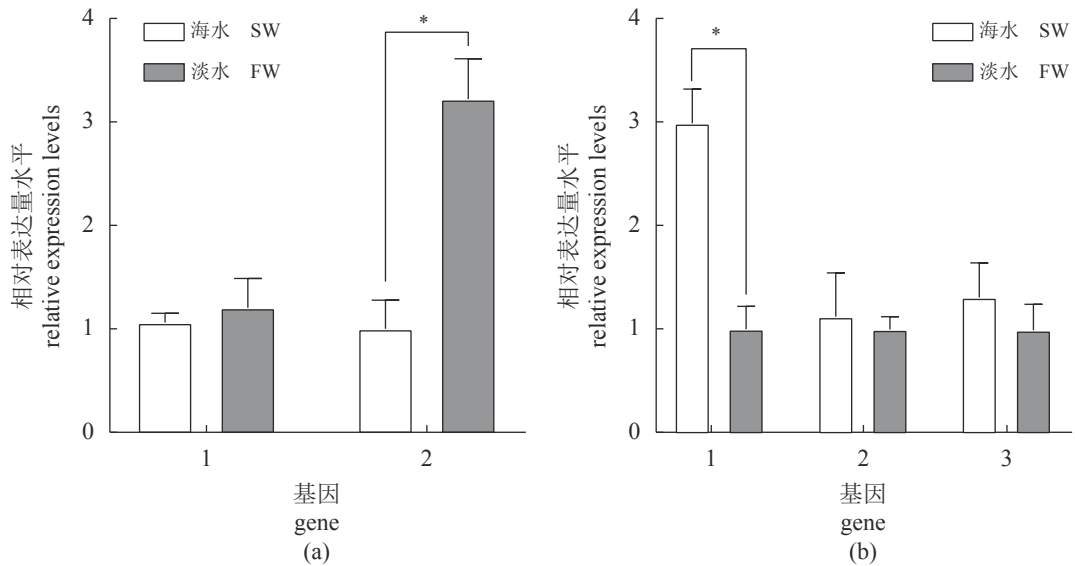 4
3
2
1
0
相对表达量水平
relative expression levels
海水 SW
淡水 FW
*
1 2
基因
gene
(a)
4
3
2
1
0
相对表达量水平
relative expression levels
*
海水 SW
淡水 FW
1 2 3
基因
gene
(b)